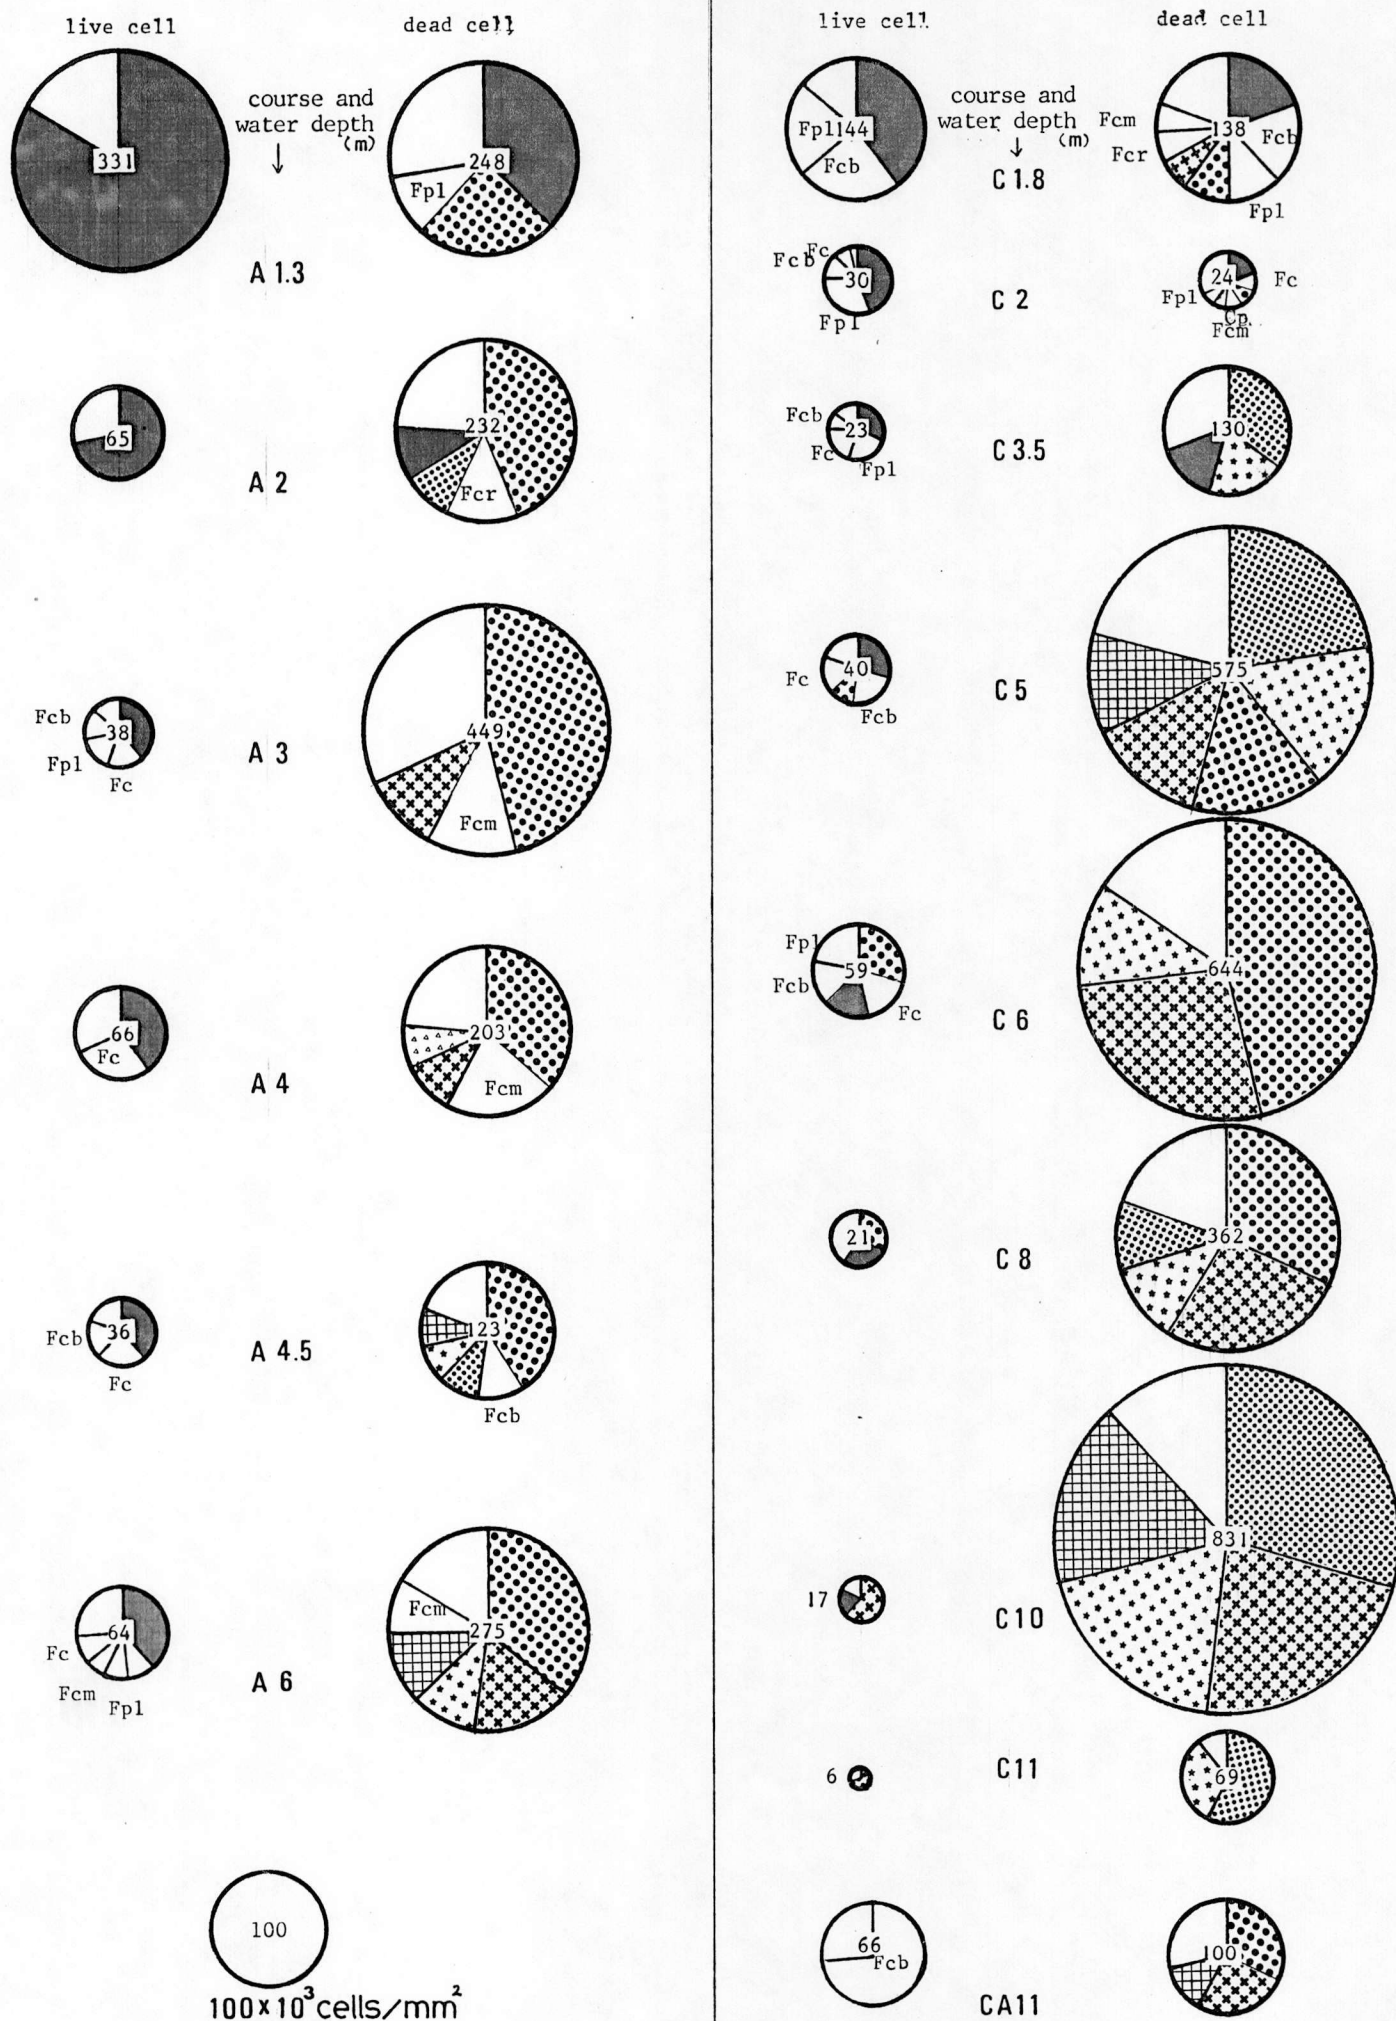 live cell
dead cell
course and
water depth
(m)
↓
331
248
Fpl
A 1.3
65
232
Fcr
A 2
38
Fcb
Fpl
Fc
449
Fcm
A 3
66
Fc
203
Fcm
A 4
36
Fcb
Fc
123
Fcb
A 4.5
64
Fc
Fcm
Fpl
275
Fcm
A 6
100
100×10³cells/mm²
live cell
dead cell
course and
water depth
(m)
↓
Fpl144
Fcb
138
Fcm
Fcr
Fcb
Fpl
C 1.8
Fcb
Fc
30
Fpl
24
Fc
Fpl
Cp
Fcm
C 2
Fcb
23
Fc
Fpl
130
C 3.5
40
Fc
Fcb
575
C 5
Fpl
59
Fcb
Fc
644
C 6
21
362
C 8
17
831
C10
6
69
C11
66
Fcb
100
CA11